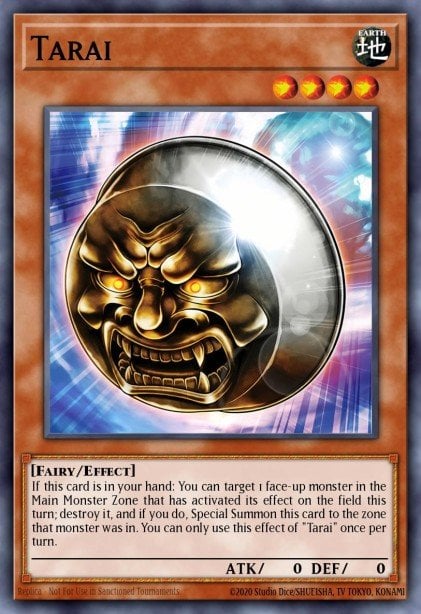 TARAI
EARTH
地
[FAIRY/EFFECT]
If this card is in your hand: You can target 1 face-up monster in the
Main Monster Zone that has activated its effect on the field this
turn; destroy it, and if you do, Special Summon this card to the zone
that monster was in. You can only use this effect of "Tarai" once per
turn.
ATK/ 0 DEF/ 0
Replica - Not For Use in Sanctioned Tournaments ©2020 Studio Dice/SHUEISHA, TV TOKYO, KONAMI